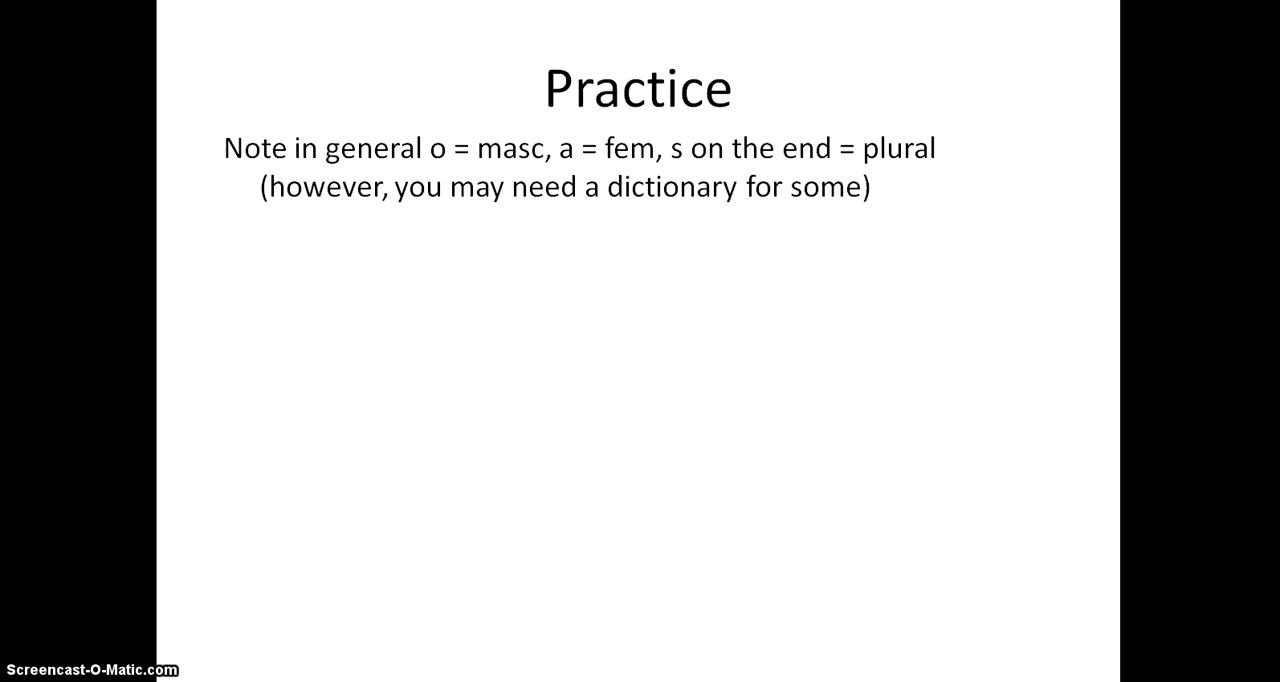 Practice
Note in general o = masc, a = fem, s on the end = plural
(however, you may need a dictionary for some)
Screencast-O-Matic.com